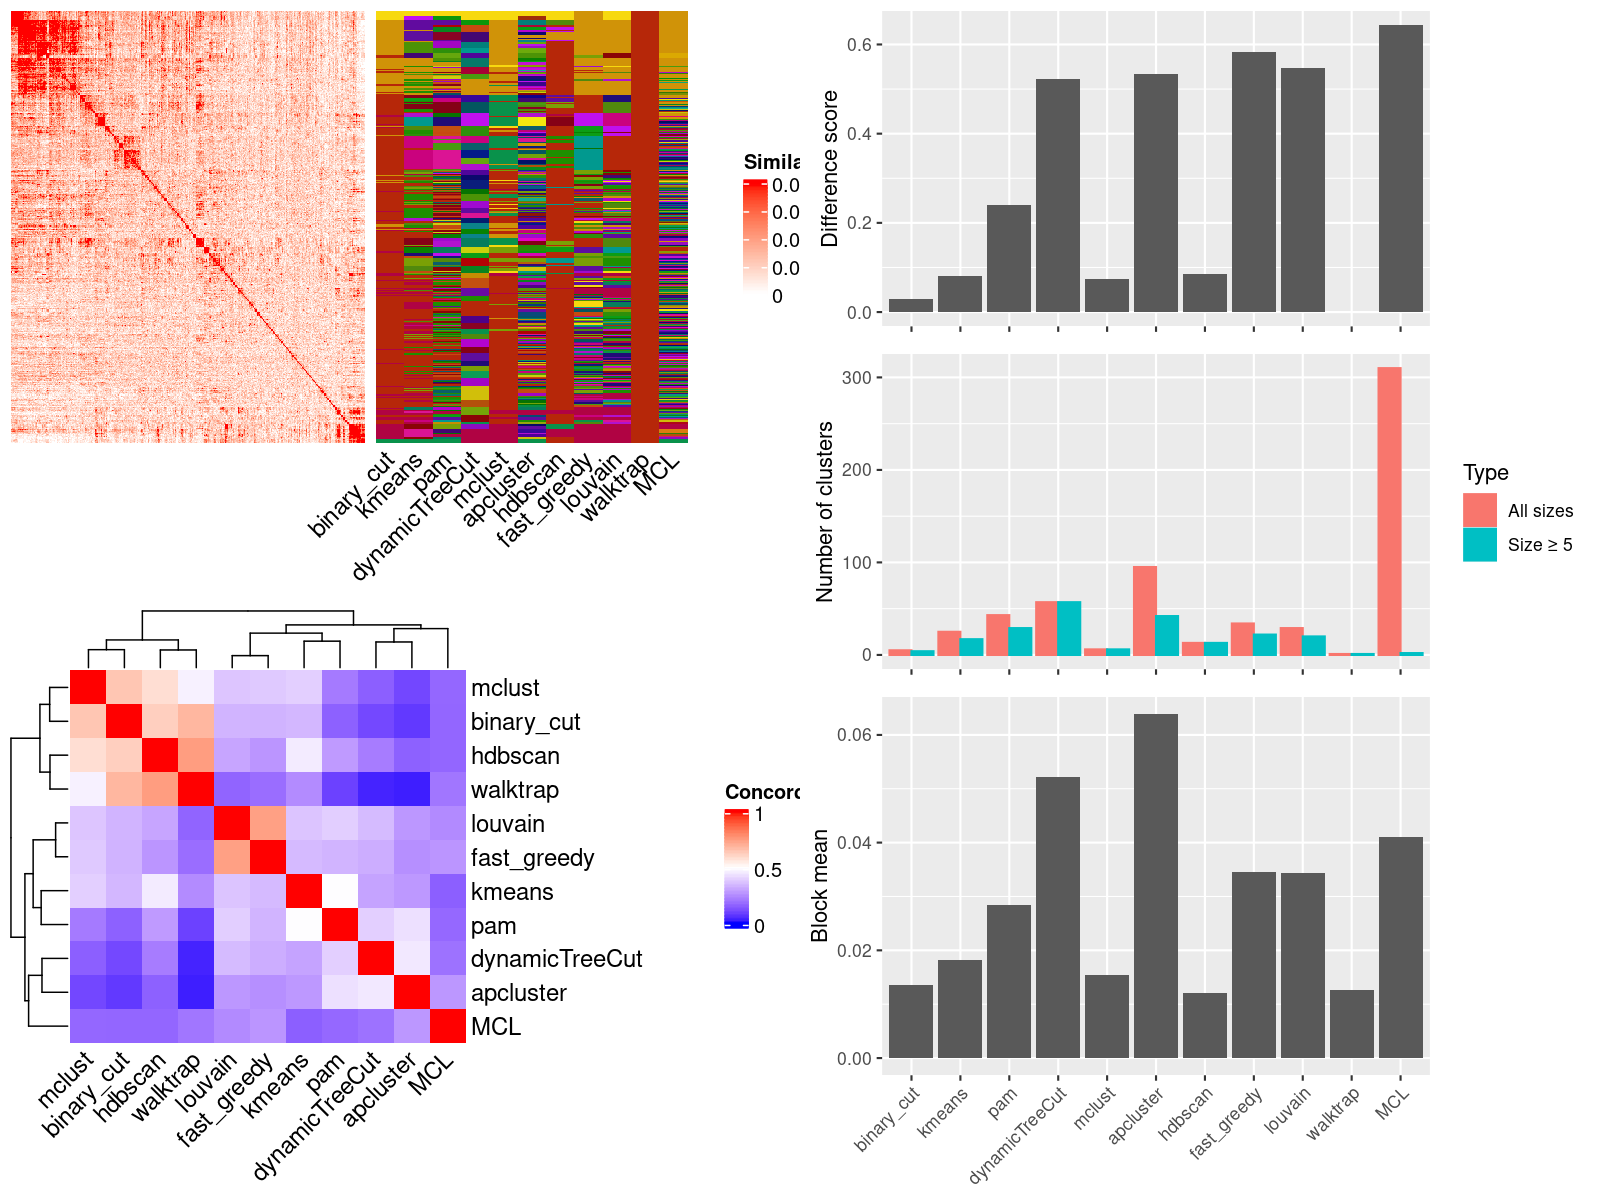 Simila
0.0
0.0
0.0
0.0
0
binary_cut
kmeans
pam
dynamicTreeCut
mclust
apcluster
hdbscan
fast_greedy
louvain
walktrap
MCL
mclust
binary_cut
hdbscan
walktrap
louvain
fast_greedy
kmeans
pam
dynamicTreeCut
apcluster
MCL
mclust
binary_cut
hdbscan
walktrap
louvain
fast_greedy
kmeans
pam
dynamicTreeCut
apcluster
MCL
Concord
1
0.5
0
Difference score
0.6
0.4
0.2
0.0
Number of clusters
300
200
100
0
Type
All sizes
Size ≥ 5
Block mean
0.06
0.04
0.02
0.00
binary_cut
kmeans
pam
dynamicTreeCut
mclust
apcluster
hdbscan
fast_greedy
louvain
walktrap
MCL